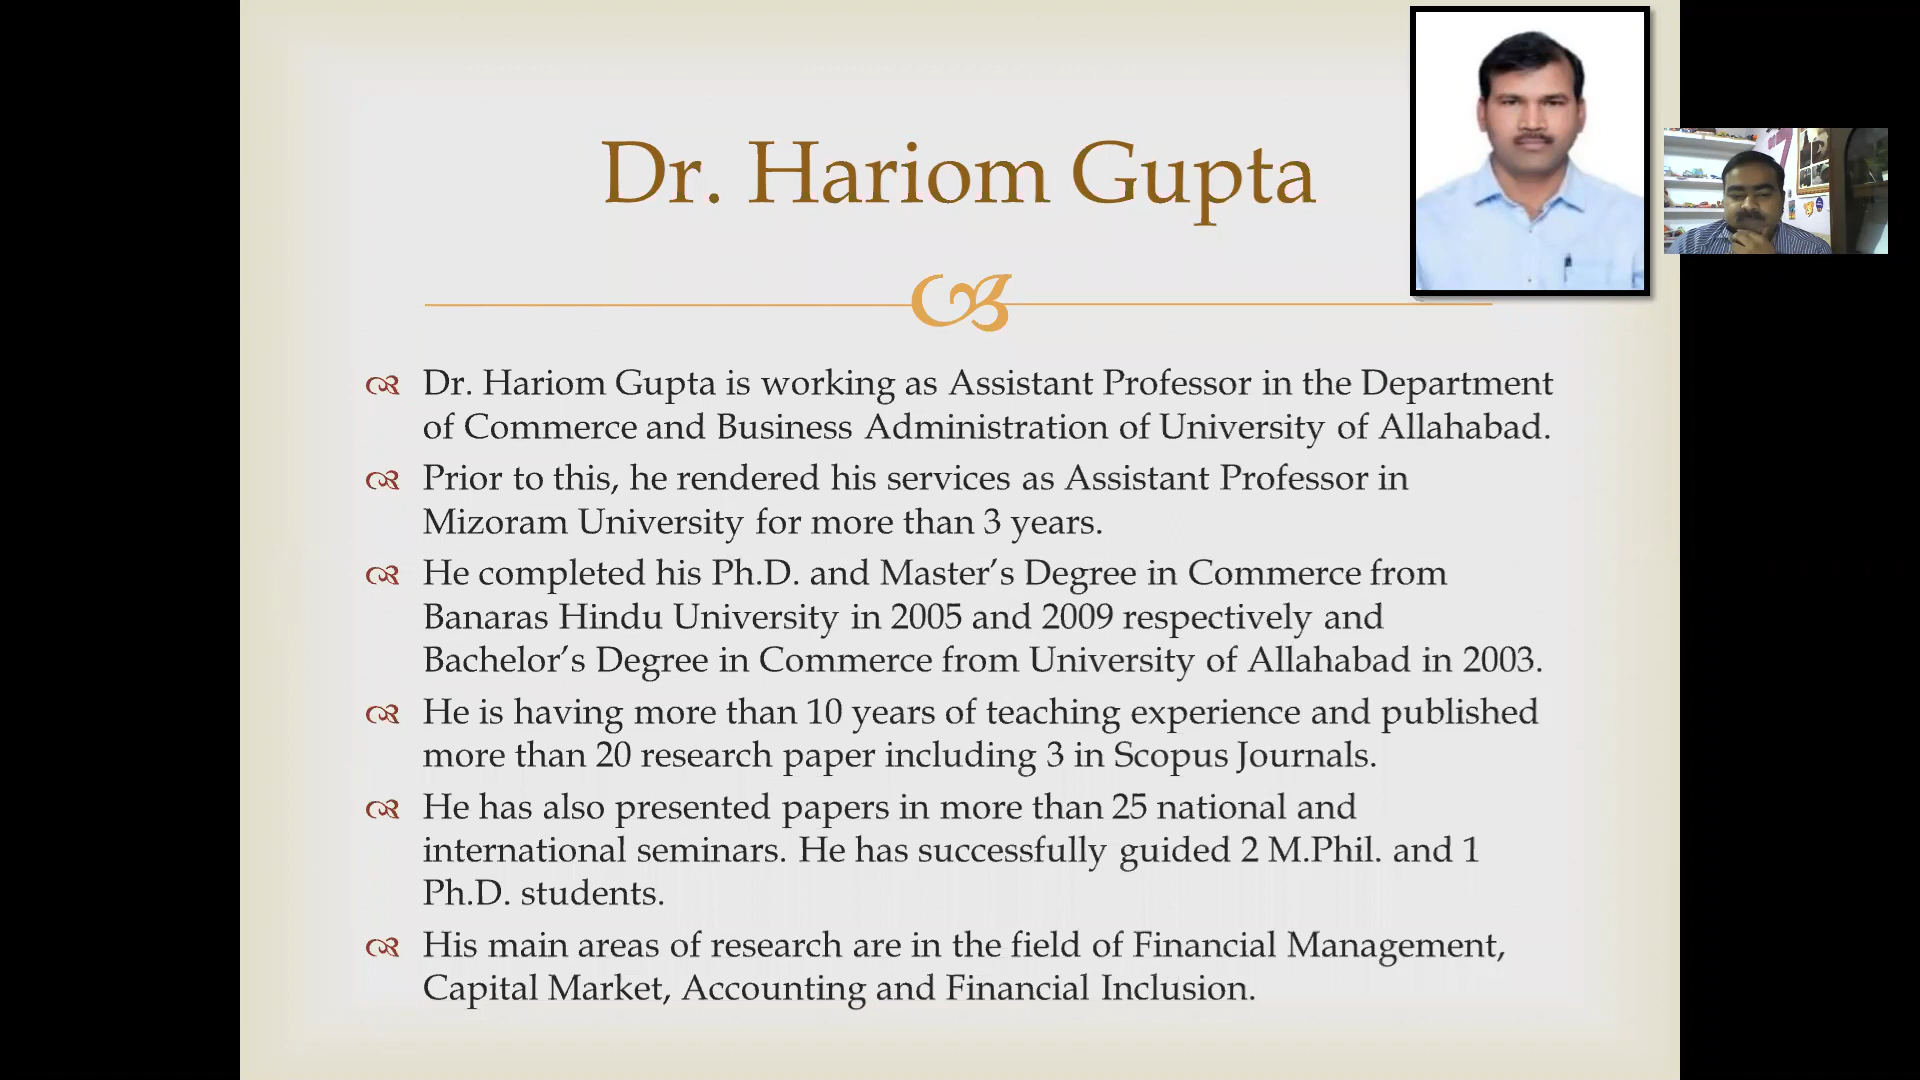 Dr. Hariom Gupta
Dr. Hariom Gupta is working as Assistant Professor in the Department
of Commerce and Business Administration of University of Allahabad.
Prior to this, he rendered his services as Assistant Professor in
Mizoram University for more than 3 years.
He completed his Ph.D. and Master’s Degree in Commerce from
Banaras Hindu University in 2005 and 2009 respectively and
Bachelor’s Degree in Commerce from University of Allahabad in 2003.
He is having more than 10 years of teaching experience and published
more than 20 research paper including 3 in Scopus Journals.
He has also presented papers in more than 25 national and
international seminars. He has successfully guided 2 M.Phil. and 1
Ph.D. students.
His main areas of research are in the field of Financial Management,
Capital Market, Accounting and Financial Inclusion.
7